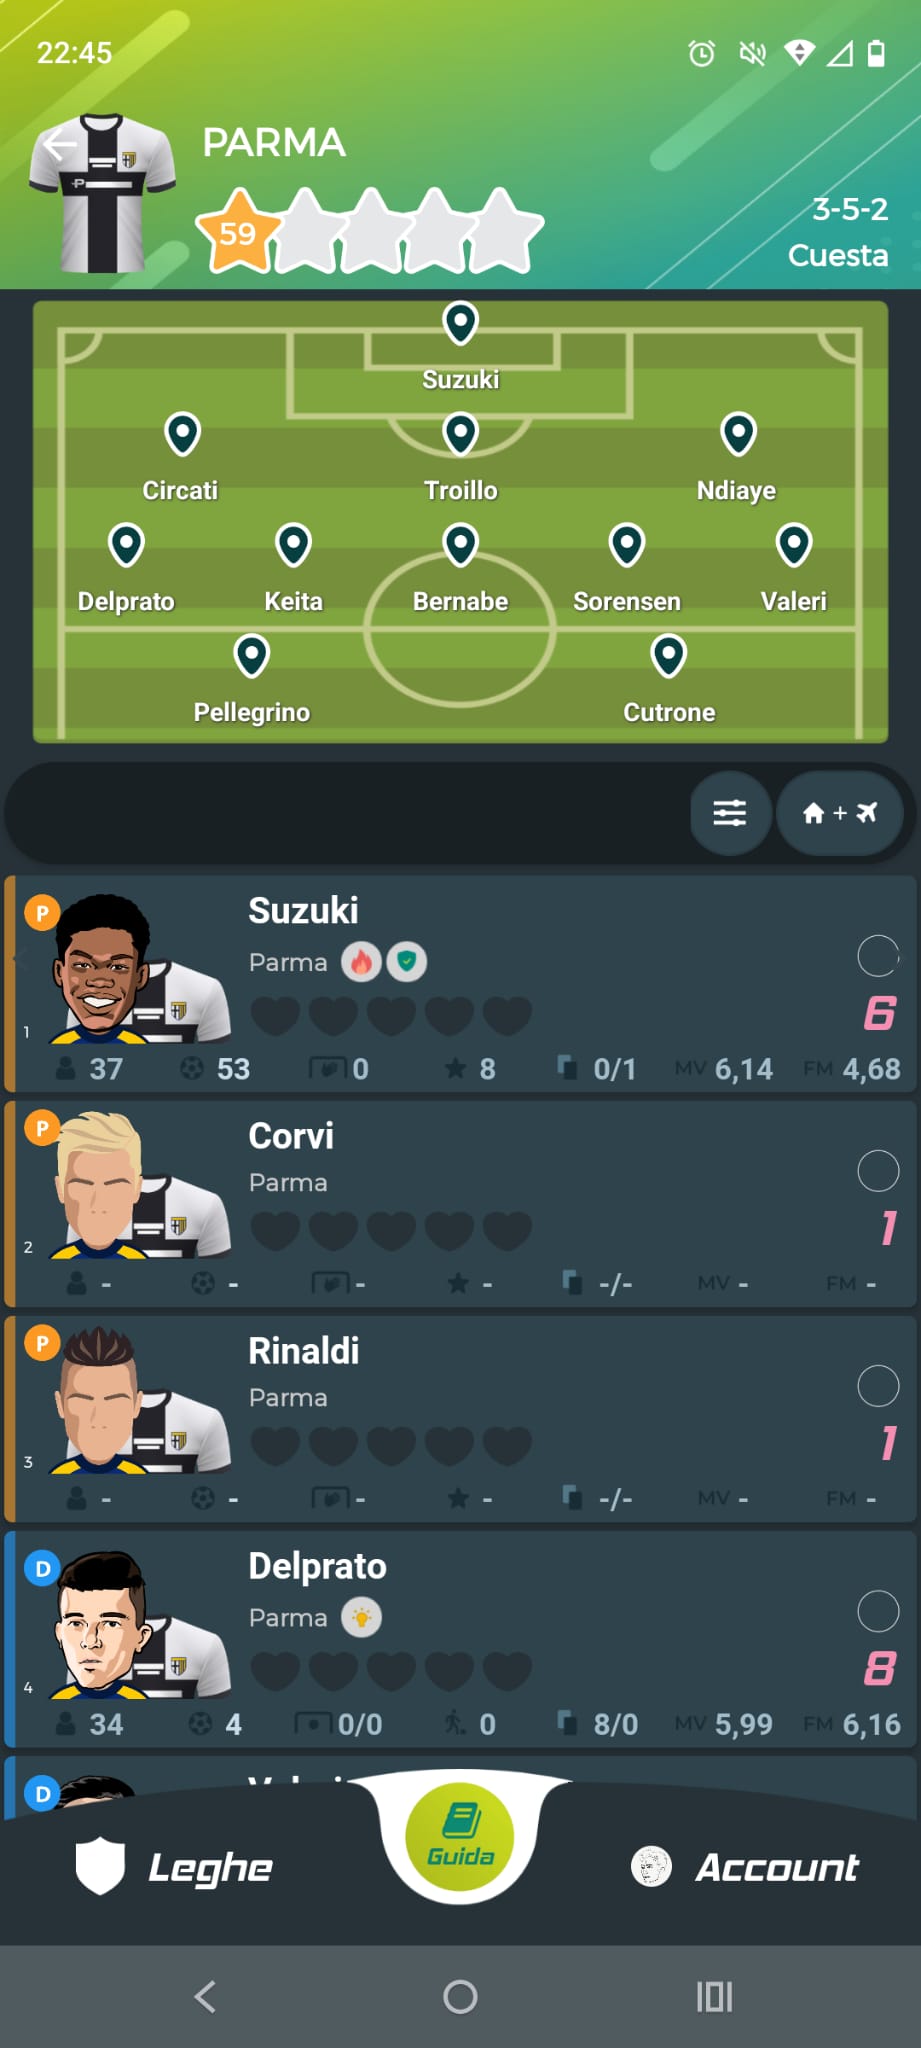 22:45
PARMA
59
3-5-2
Cuesta
Suzuki
Circati Troillo Ndiaye
Delprato Keita Bernabe Sorensen Valeri
Pellegrino Cutrone
+
P Suzuki
Parma
6
1
37 53 0 8 0/1 MV 6,14 FM 4,68
P Corvi
Parma
1
2
- - - - -/- MV - FM -
P Rinaldi
Parma
1
3
- - - - -/- MV - FM -
D Delprato
Parma
8
4
34 4 0/0 0 8/0 MV 5,99 FM 6,16
D
Leghe Guida Account